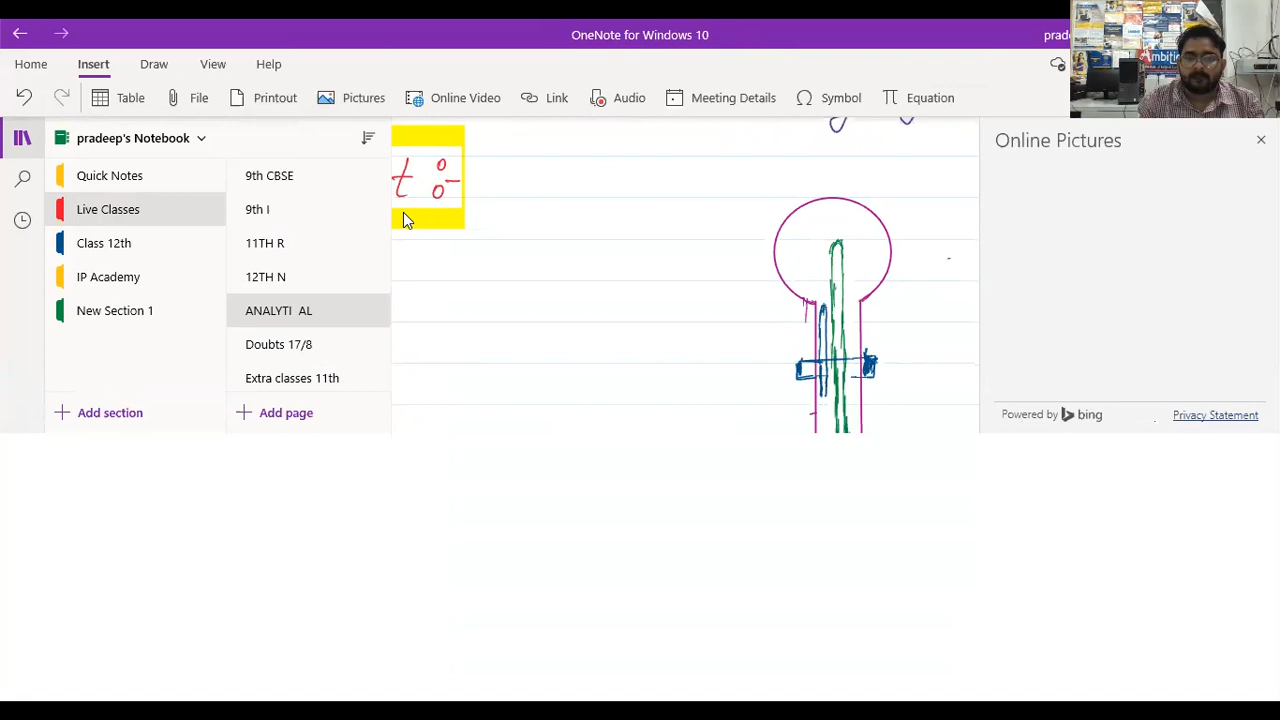 OneNote for Windows 10
prade
Home Insert Draw View Help
Table File Printout Pictures Online Video Link Audio Meeting Details Symbol Equation
Ambition
pradeep's Notebook
Online Pictures
Quick Notes
Live Classes
Class 12th
IP Academy
New Section 1
Add section
9th CBSE
9th I
11TH R
12TH N
ANALYTI AL
Doubts 17/8
Extra classes 11th
Add page
t
Powered by bing
Privacy Statement